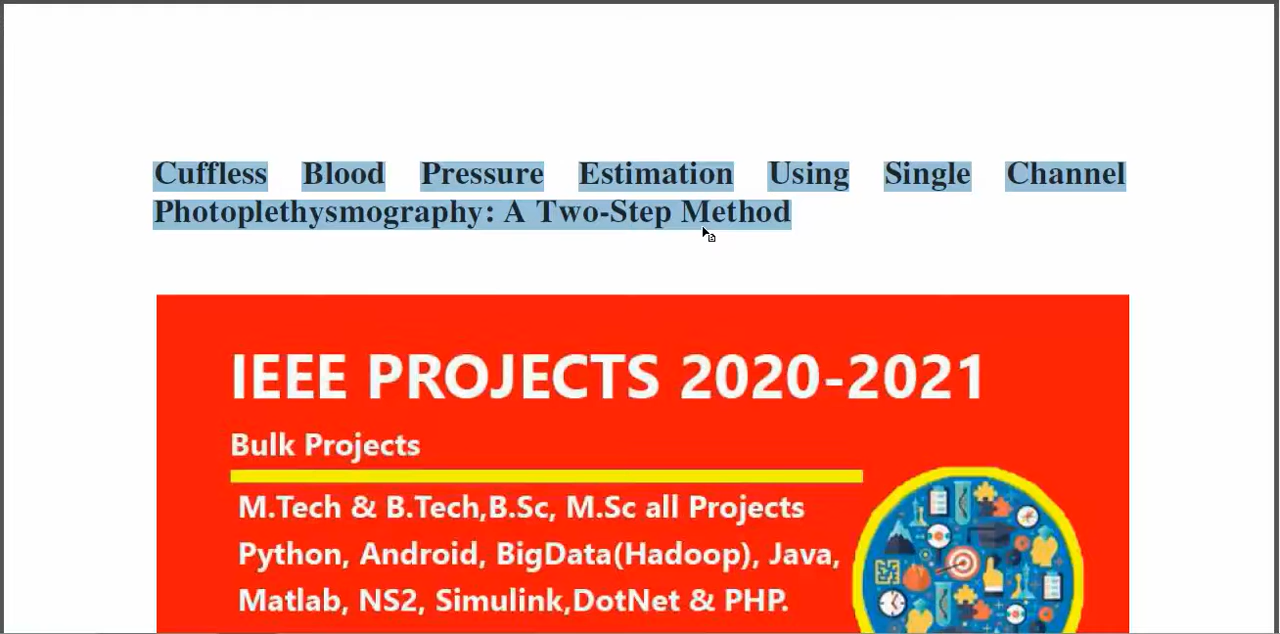 Cuffless Blood Pressure Estimation Using Single Channel
Photoplethysmography: A Two-Step Method
IEEE PROJECTS 2020-2021
Bulk Projects
M.Tech & B.Tech,B.Sc, M.Sc all Projects
Python, Android, BigData(Hadoop), Java,
Matlab, NS2, Simulink,DotNet & PHP.